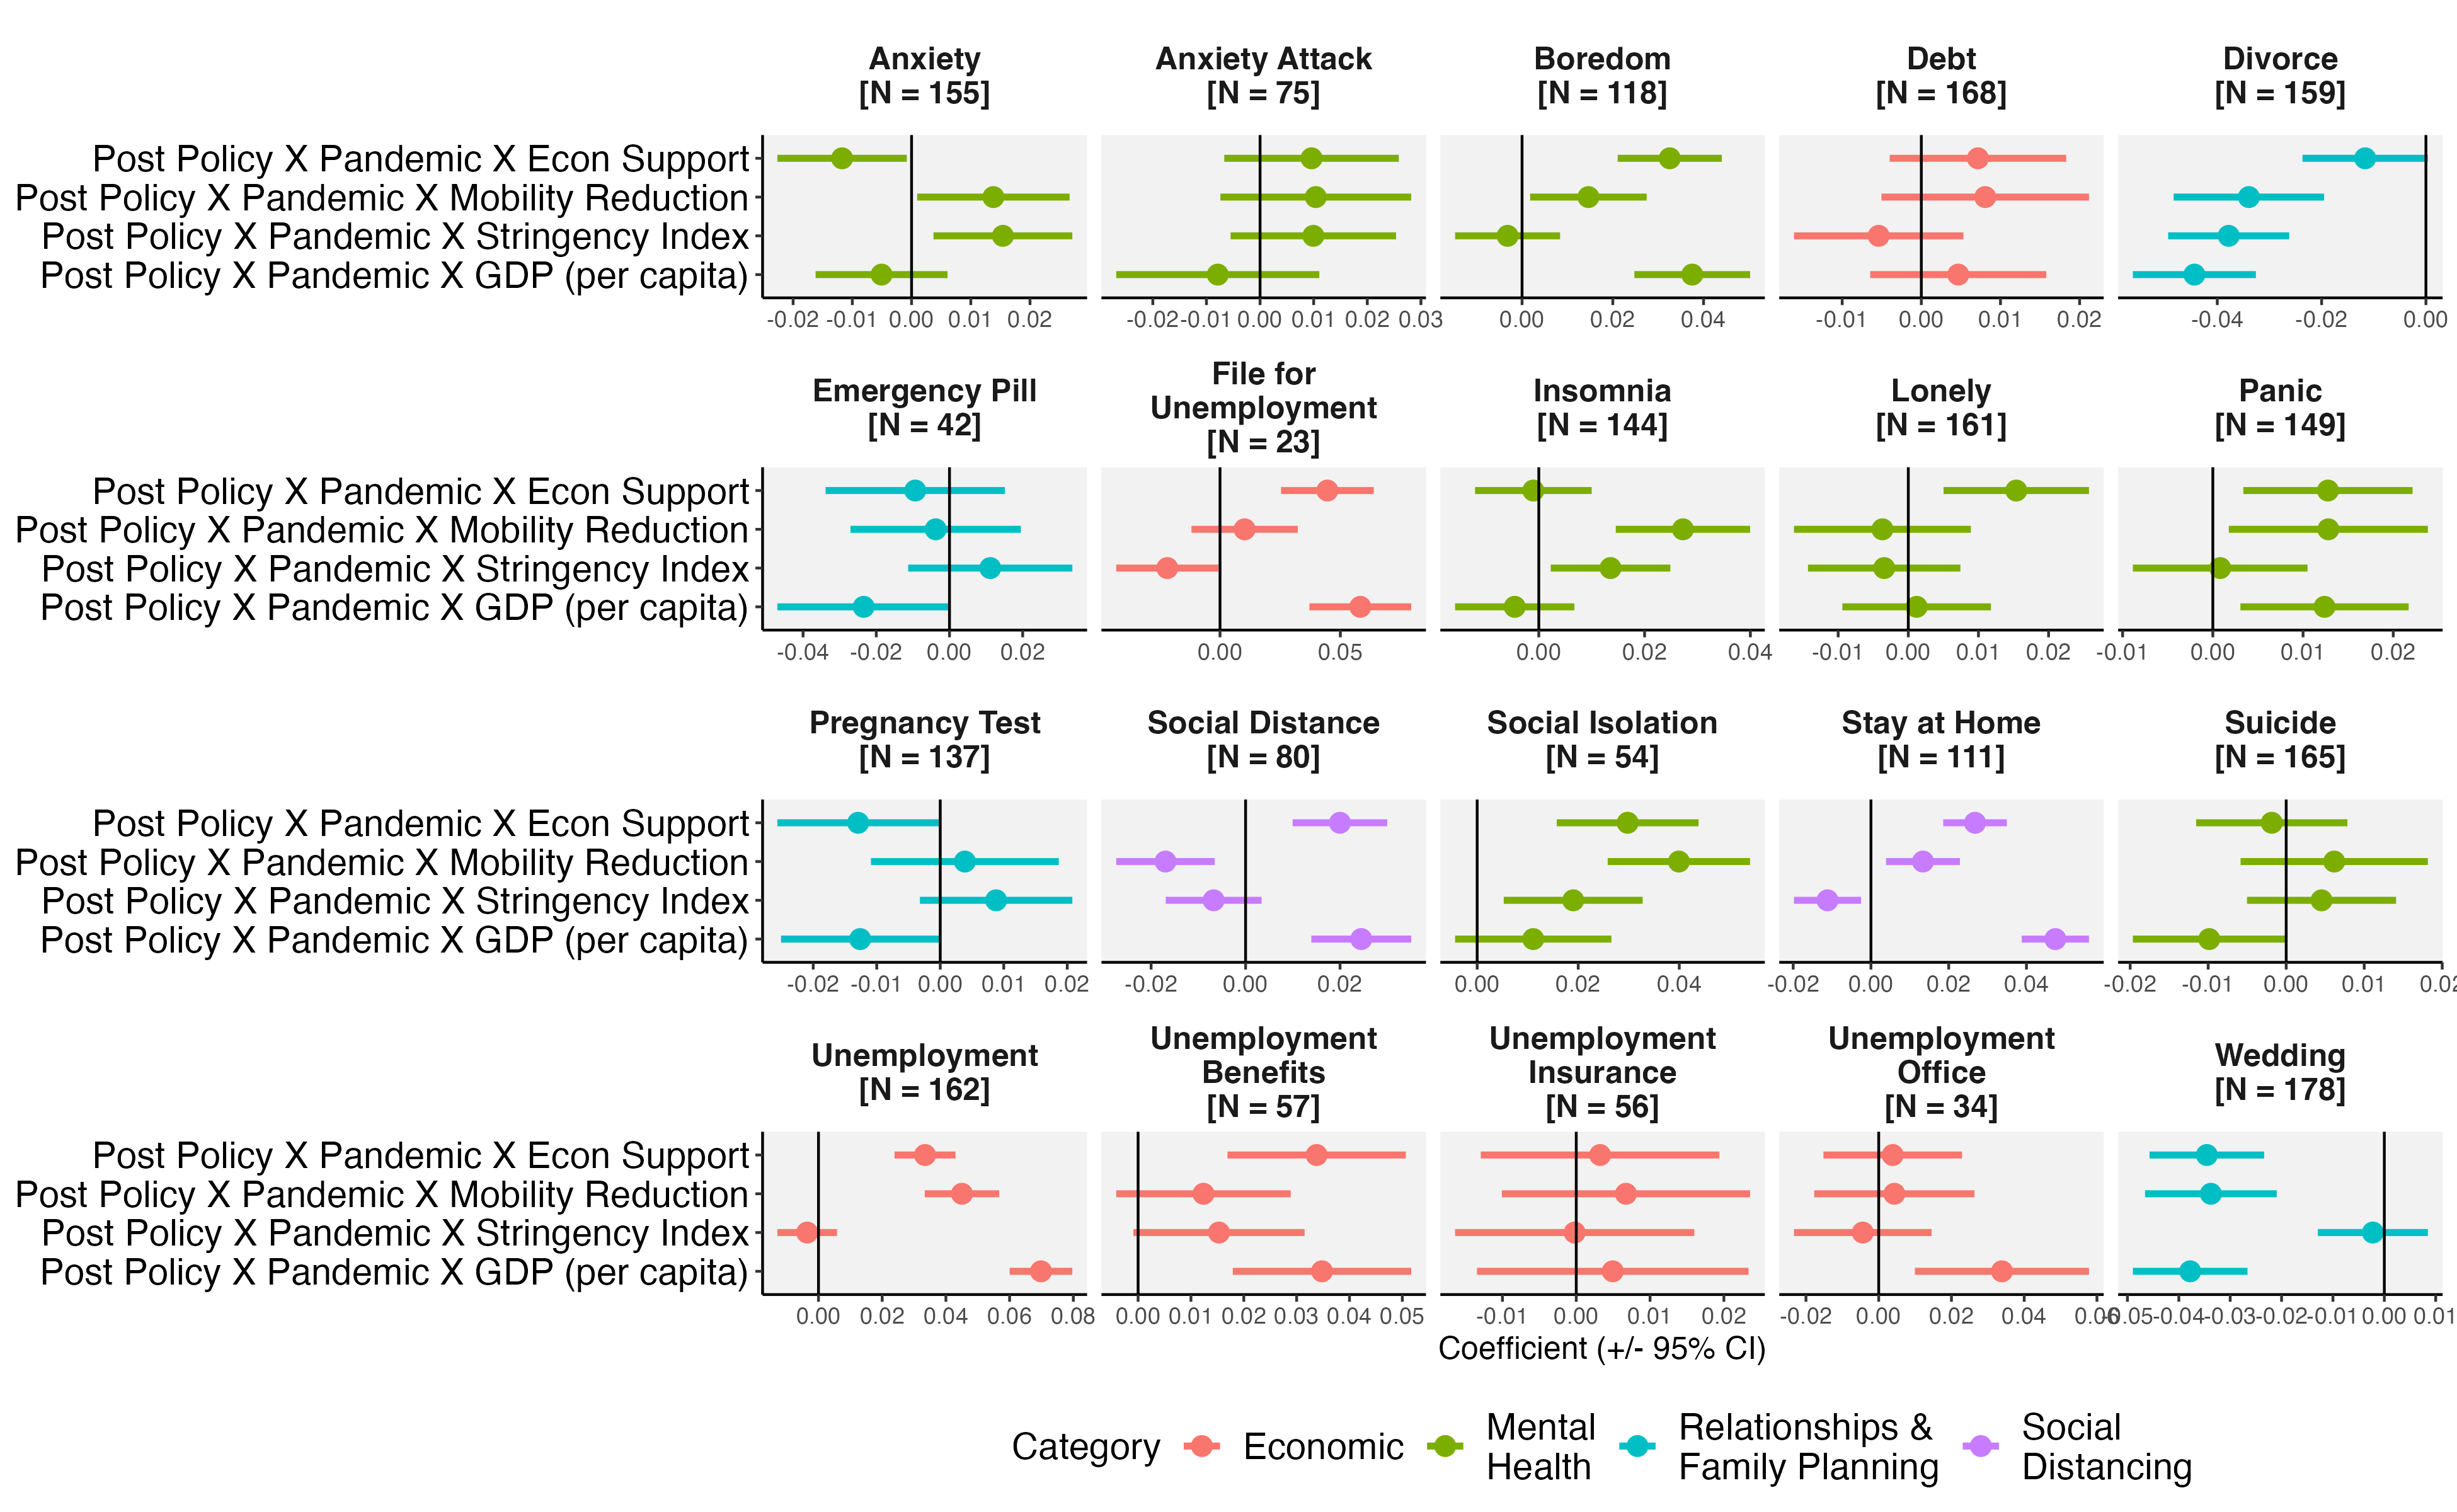 Anxiety Anxiety Attack Boredom Debt Divorce
[N = 155] [N = 75] [N = 118] [N = 168] [N = 159]
Post Policy X Pandemic X Econ Support
Post Policy X Pandemic X Mobility Reduction
Post Policy X Pandemic X Stringency Index
Post Policy X Pandemic X GDP (per capita)
-0.02 -0.01 0.00 0.01 0.02 -0.02 -0.01 0.00 0.01 0.02 0.03 0.00 0.02 0.04 -0.01 0.00 0.01 0.02 -0.04 -0.02 0.00
File for
Emergency Pill Unemployment Insomnia Lonely Panic
[N = 42] [N = 23] [N = 144] [N = 161] [N = 149]
Post Policy X Pandemic X Econ Support
Post Policy X Pandemic X Mobility Reduction
Post Policy X Pandemic X Stringency Index
Post Policy X Pandemic X GDP (per capita)
-0.04 -0.02 0.00 0.02 0.00 0.05 0.00 0.02 0.04 -0.01 0.00 0.01 0.02 -0.01 0.00 0.01 0.02
Pregnancy Test Social Distance Social Isolation Stay at Home Suicide
[N = 137] [N = 80] [N = 54] [N = 111] [N = 165]
Post Policy X Pandemic X Econ Support
Post Policy X Pandemic X Mobility Reduction
Post Policy X Pandemic X Stringency Index
Post Policy X Pandemic X GDP (per capita)
-0.02 -0.01 0.00 0.01 0.02 -0.02 0.00 0.02 0.00 0.02 0.04 -0.02 0.00 0.02 0.04 -0.02 -0.01 0.00 0.01 0.02
Unemployment Unemployment Unemployment
Unemployment Benefits Insurance Office Wedding
[N = 162] [N = 57] [N = 56] [N = 34] [N = 178]
Post Policy X Pandemic X Econ Support
Post Policy X Pandemic X Mobility Reduction
Post Policy X Pandemic X Stringency Index
Post Policy X Pandemic X GDP (per capita)
0.00 0.02 0.04 0.06 0.08 0.00 0.01 0.02 0.03 0.04 0.05 -0.01 0.00 0.01 0.02 -0.02 0.00 0.02 0.04 0.06 -0.05 -0.04 -0.03 -0.02 -0.01 0.00 0.01
Coefficient (+/- 95% CI)
Category Economic Mental Health Relationships & Family Planning Social Distancing